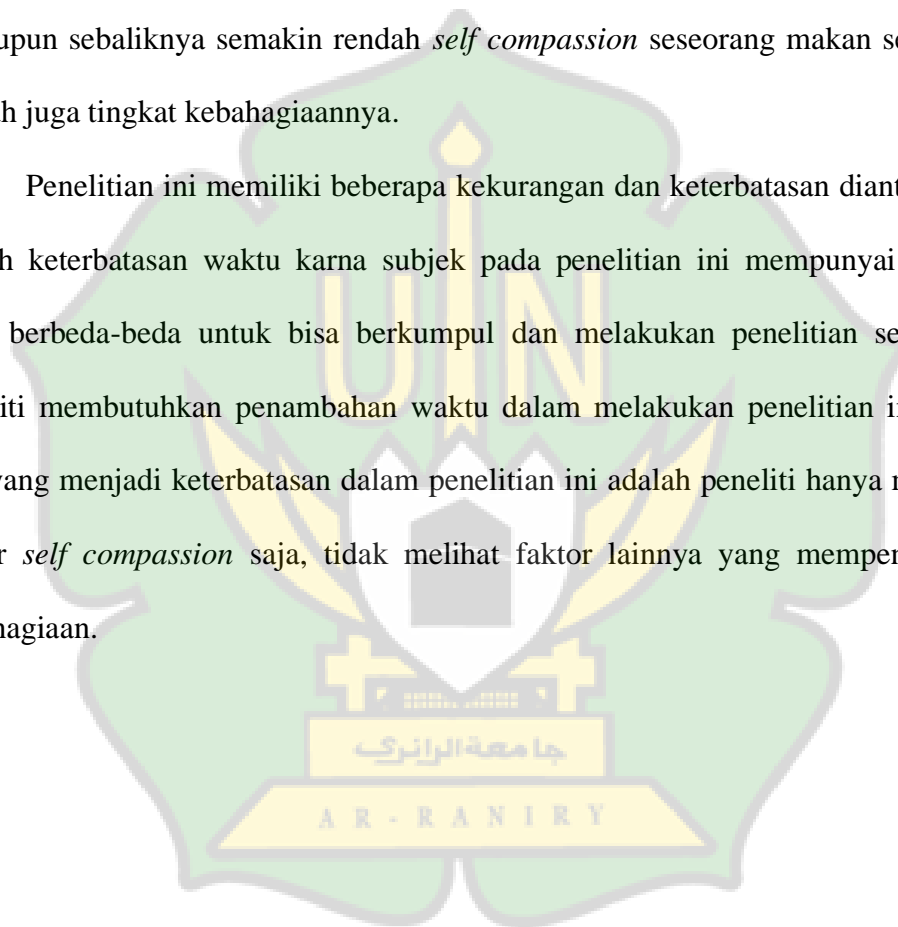 upun sebaliknya semakin rendah self compassion seseorang makan se
h juga tingkat kebahagiaannya.
Penelitian ini memiliki beberapa kekurangan dan keterbatasan diant
h keterbatasan waktu karna subjek pada penelitian ini mempunyai
berbeda-beda untuk bisa berkumpul dan melakukan penelitian se
iti membutuhkan penambahan waktu dalam melakukan penelitian i
yang menjadi keterbatasan dalam penelitian ini adalah peneliti hanya
r self compassion saja, tidak melihat faktor lainnya yang memper
agiaan.
UIN
جامعة الرانري
AR-RANIRY